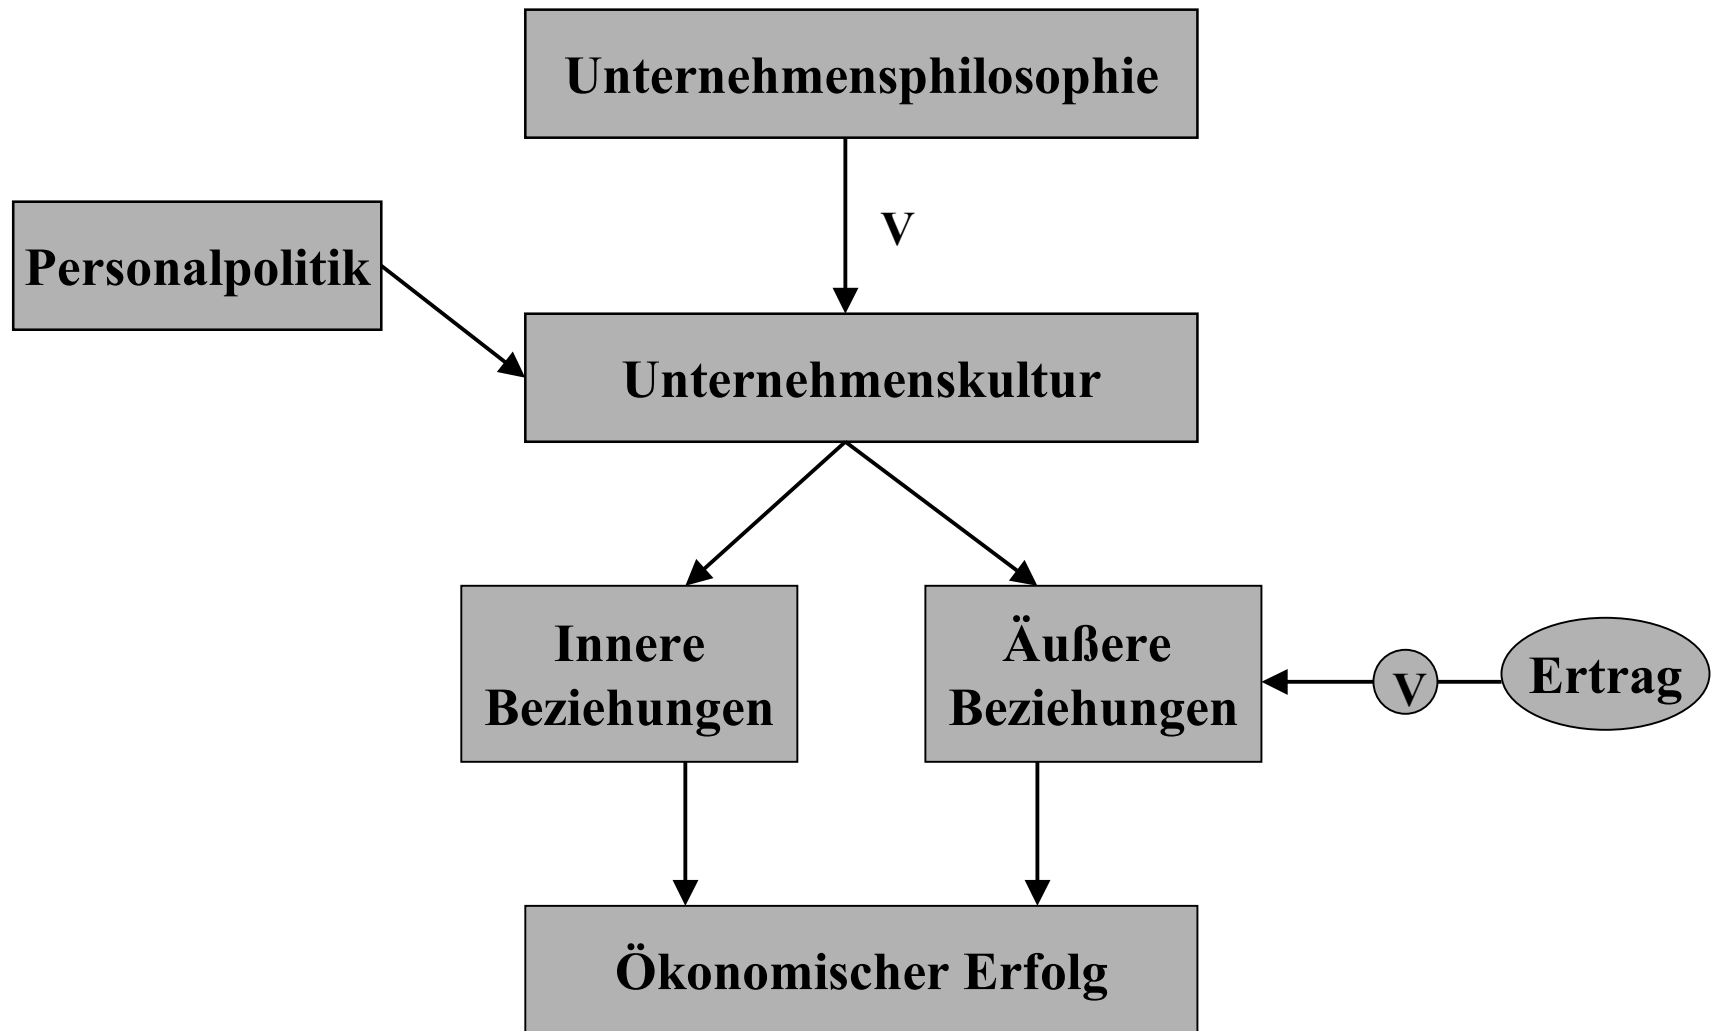 Unternehmensphilosophie
V
Personalpolitik
Unternehmenskultur
Innere
Beziehungen
Äußere
Beziehungen
V
Ertrag
Ökonomischer Erfolg